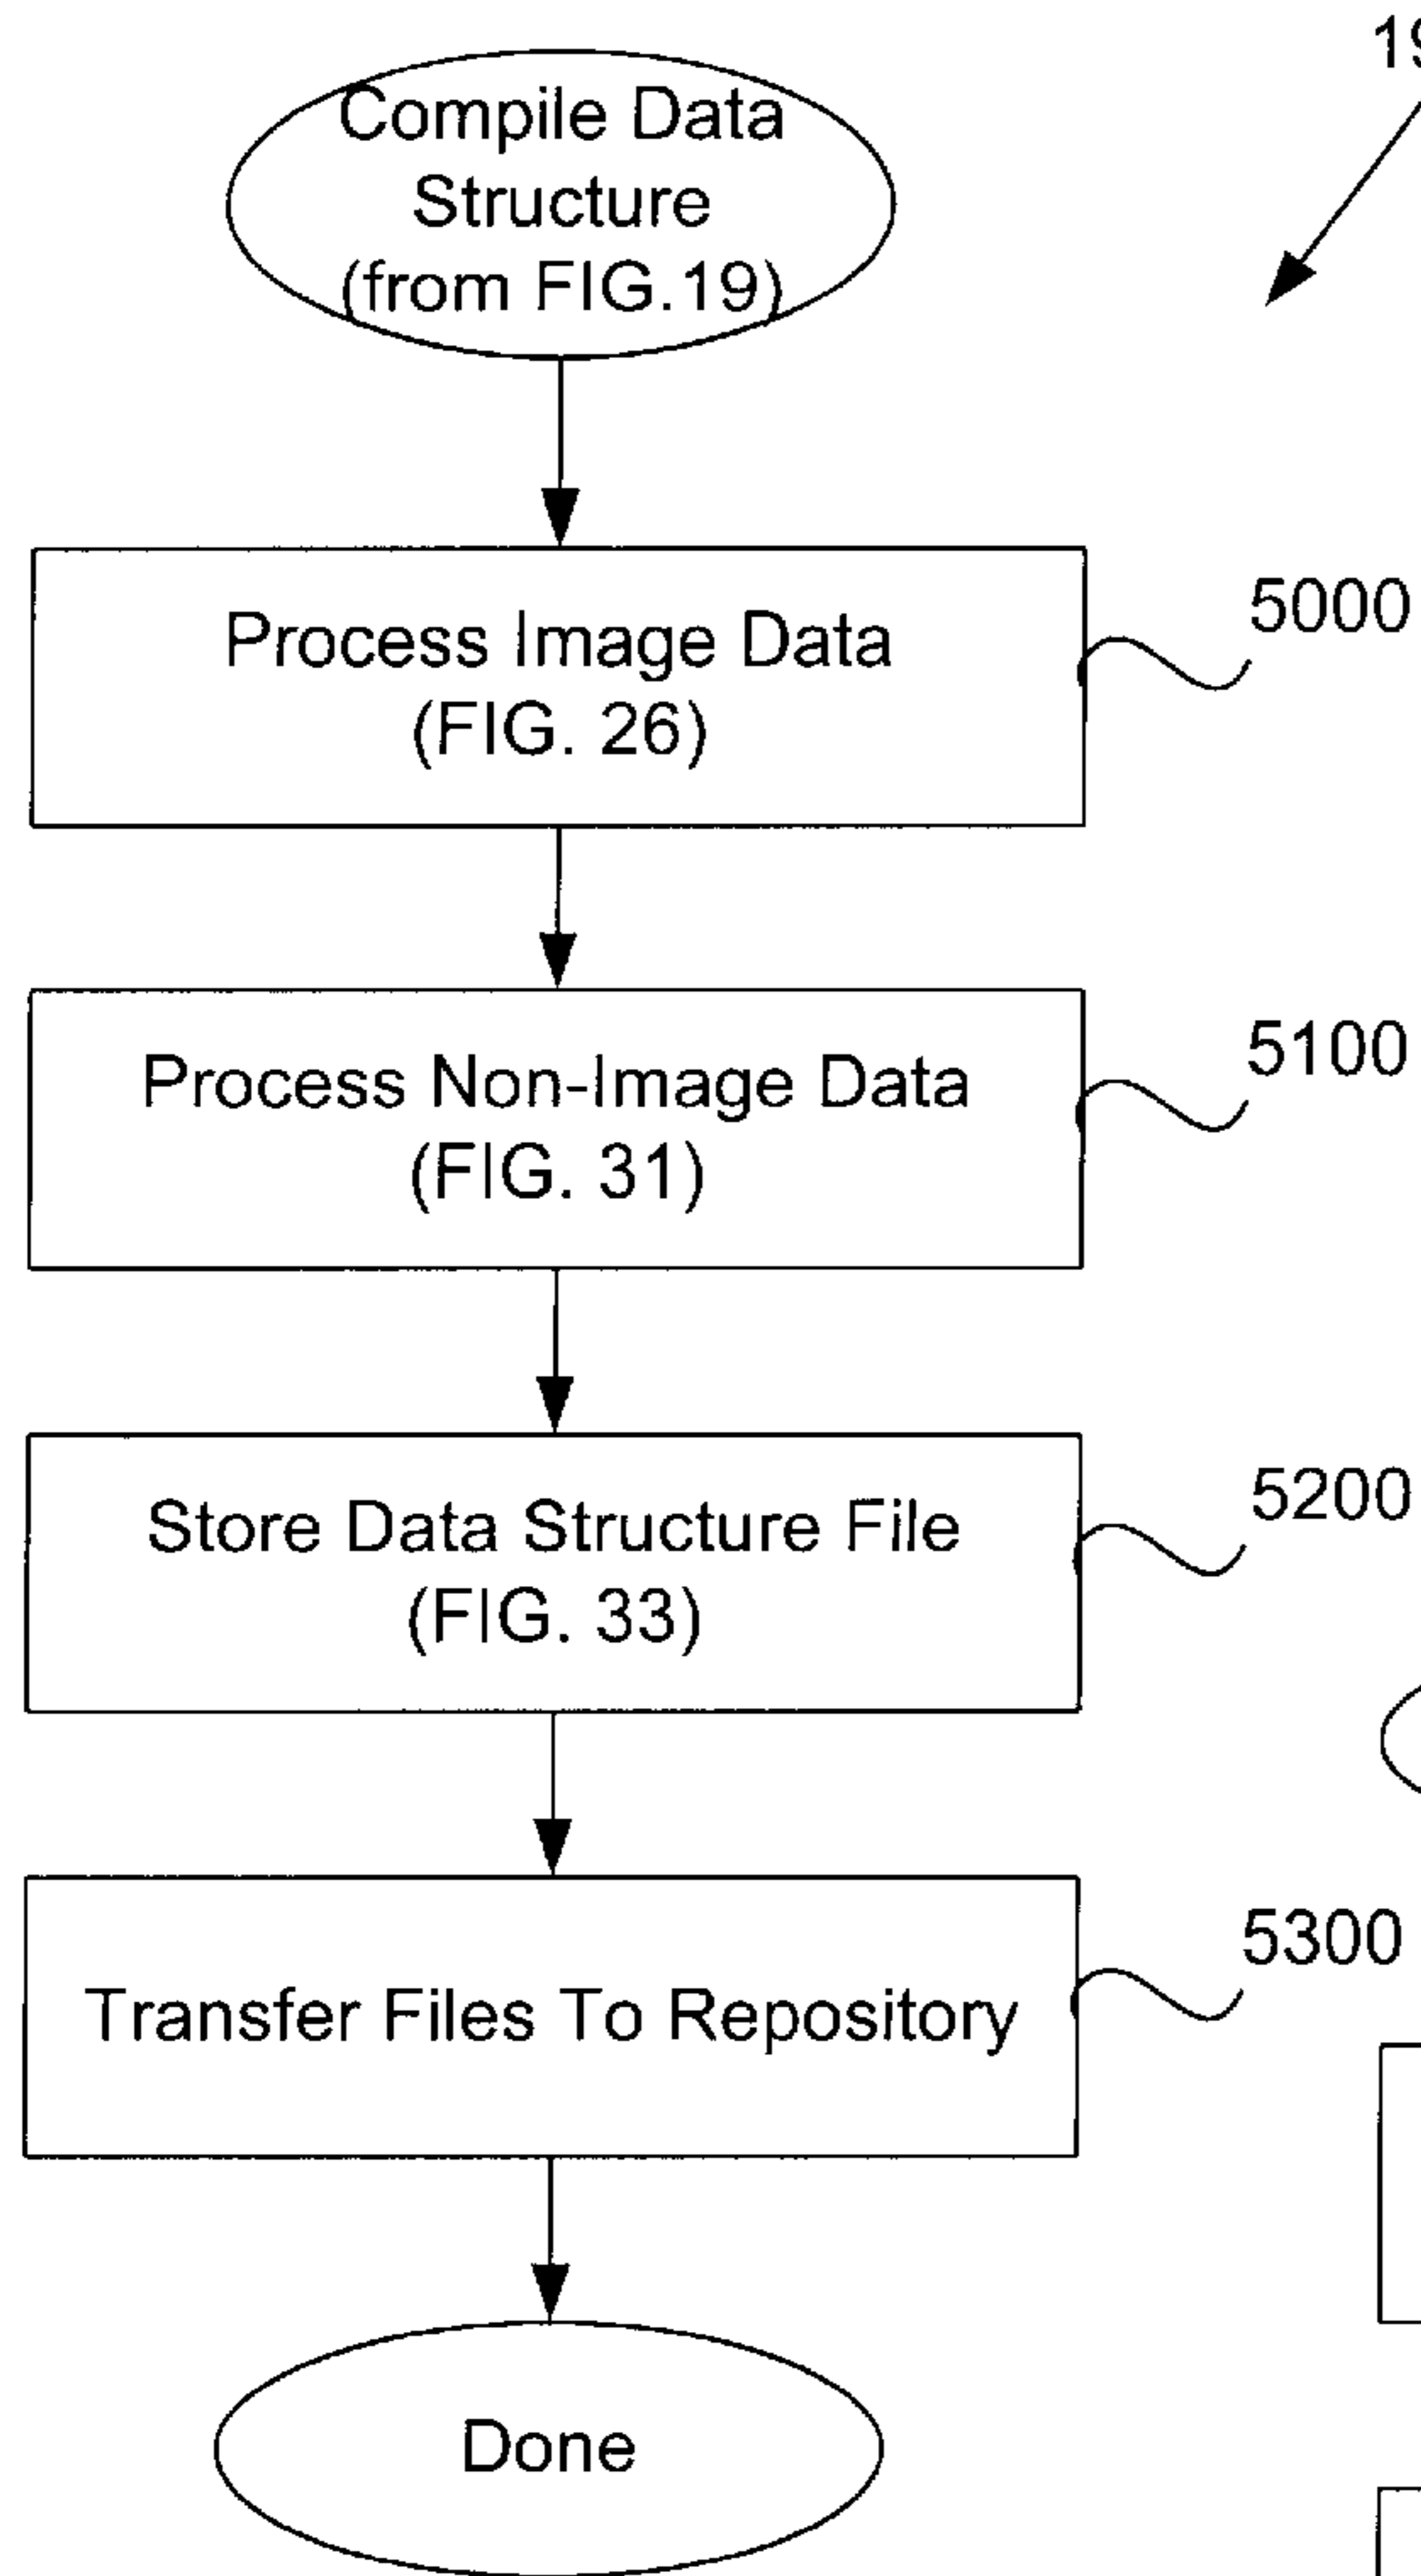 Compile Data
Structure
(from FIG.19)
Process Image Data
(FIG. 26)
5000
Process Non-Image Data
(FIG. 31)
5100
Store Data Structure File
(FIG. 33)
5200
Transfer Files To Repository
5300
Done